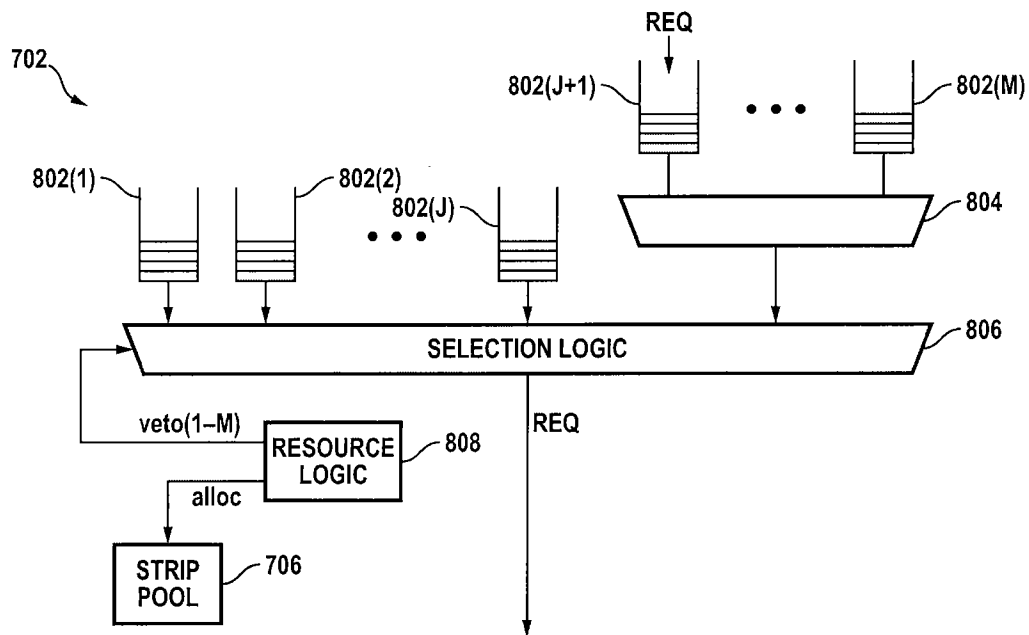 REQ
702
802(J+1)
802(M)
802(1)
802(2)
802(J)
804
SELECTION LOGIC
806
veto(1–M)
REQ
RESOURCE
LOGIC
808
alloc
STRIP
POOL
706